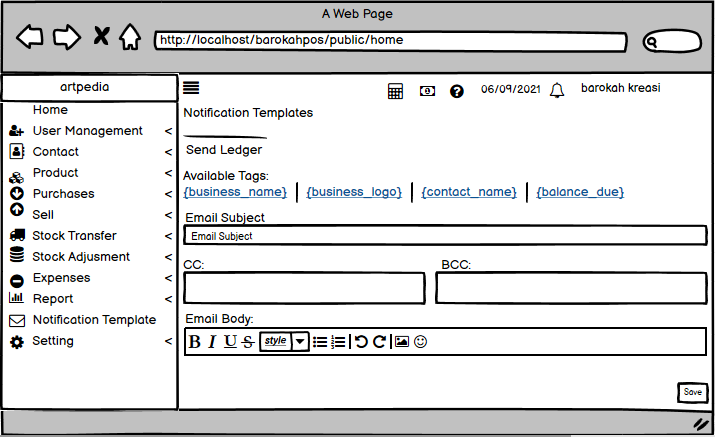 A Web Page
http://localhost/barokahpos/public/home
artpedia
06/09/2021
barokah kreasi
Home
User Management <
Contact <
Product <
Purchases <
Sell <
Stock Transfer <
Stock Adjusment <
Expenses <
Report <
Notification Template
Setting <
Notification Templates
Send Ledger
Available Tags:
{business_name} | {business_logo} | {contact_name} | {balance_due}
Email Subject
Email Subject
CC:
BCC:
Email Body:
B I U S style
Save